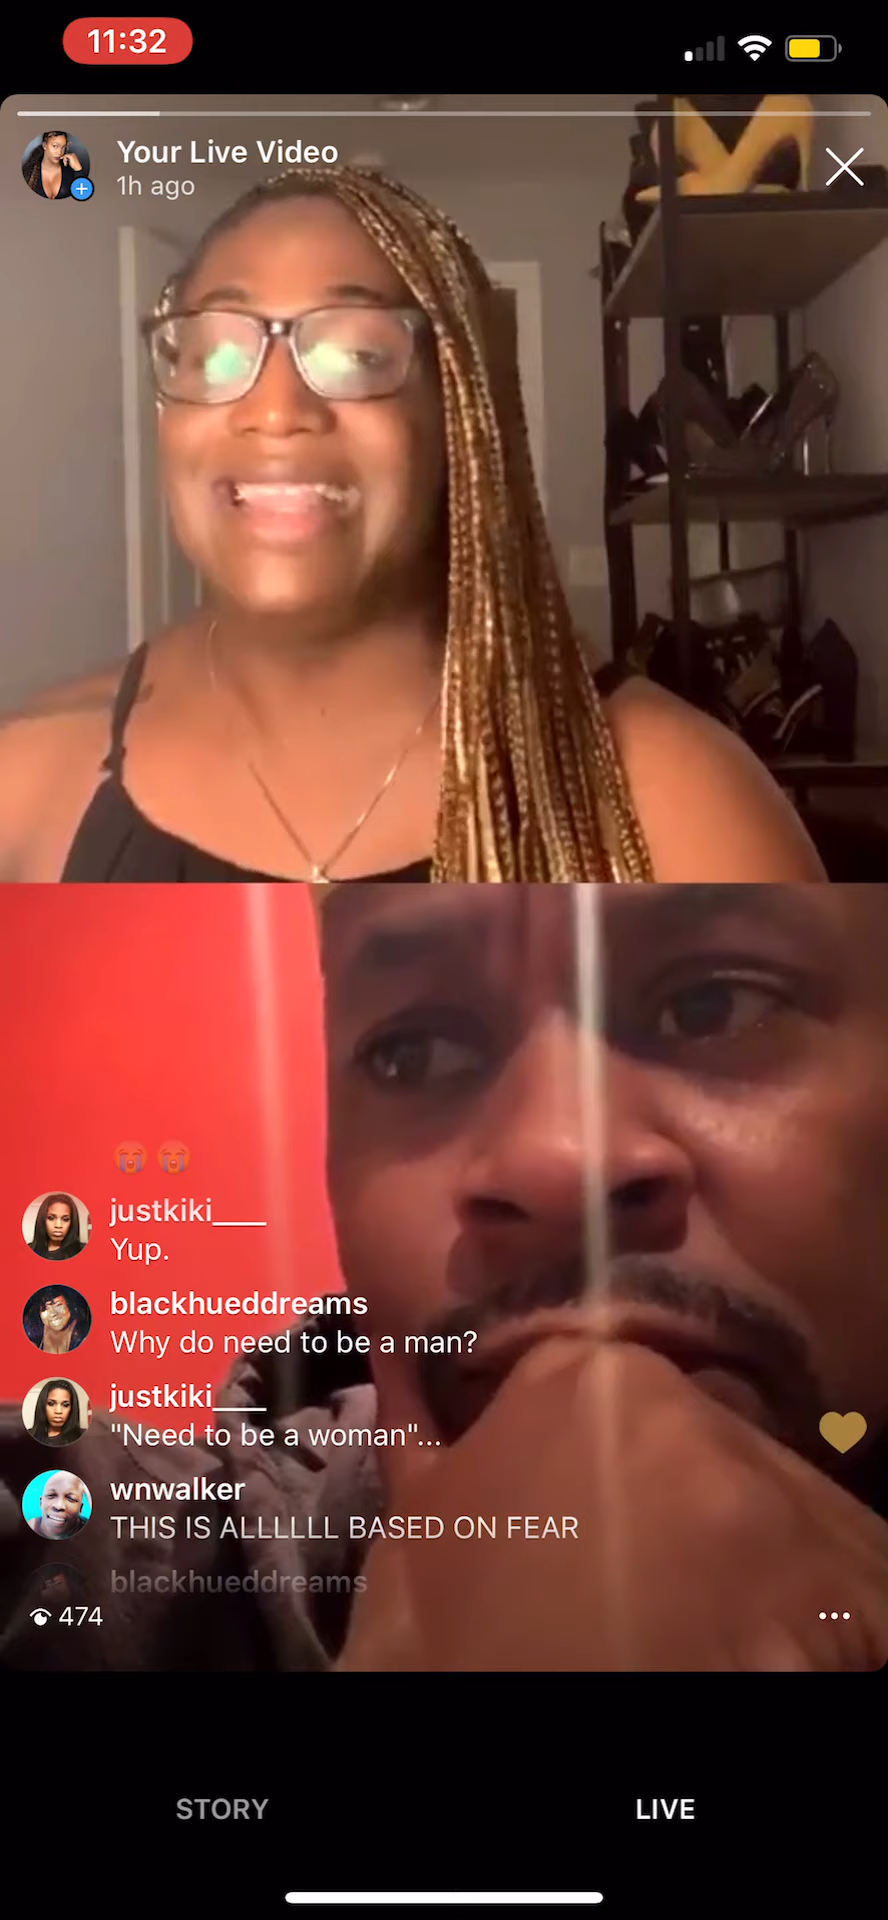 11:32
Your Live Video
1h ago
justkiki___
Yup.
blackhueddreams
Why do need to be a man?
justkiki___
"Need to be a woman"...
wnwalker
THIS IS ALLLLLL BASED ON FEAR
blackhueddreams
474
STORY
LIVE